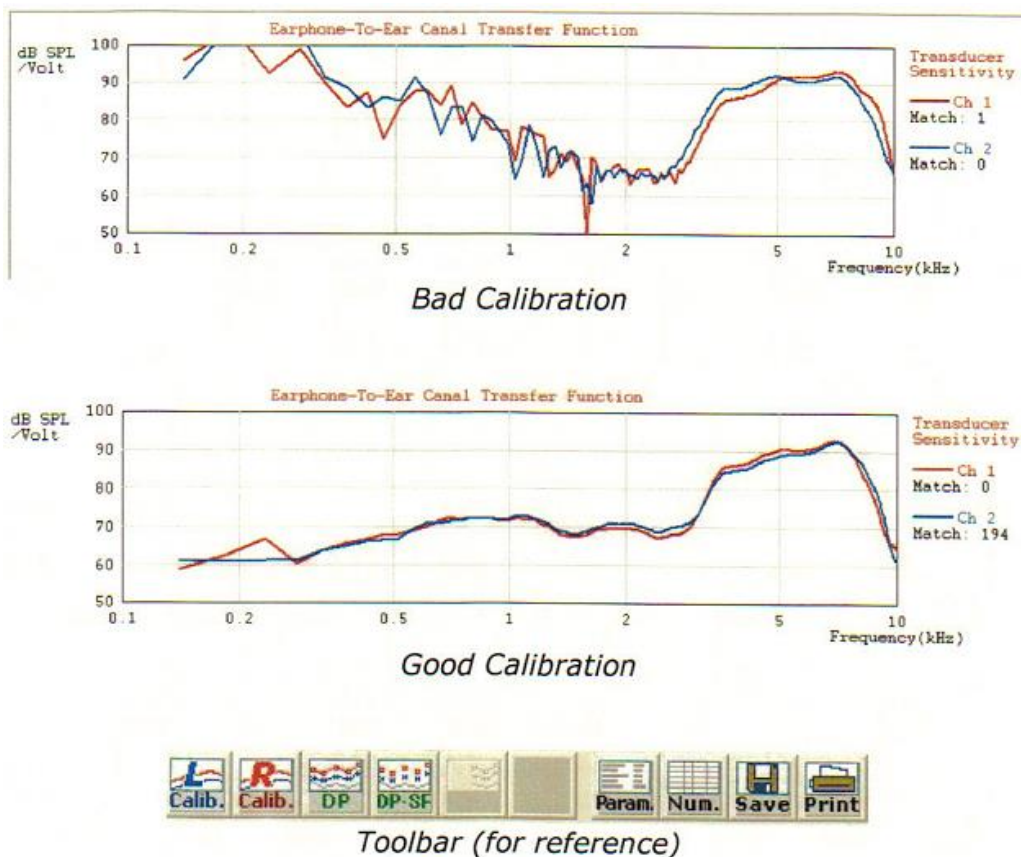 Earphone-To-Ear Canal Transfer Function
dB SPL
/Volt
100
90
80
70
60
50
0.1 0.2 0.5 1 2 5 10
Frequency(kHz)
Transducer
Sensitivity
Ch 1
Match: 1
Ch 2
Match: 0
Bad Calibration
Earphone-To-Ear Canal Transfer Function
dB SPL
/Volt
100
90
80
70
60
50
0.1 0.2 0.5 1 2 5 10
Frequency(kHz)
Transducer
Sensitivity
Ch 1
Match: 0
Ch 2
Match: 194
Good Calibration
L R
Calib. Calib. DP DP-SF Param. Num. Save Print
Toolbar (for reference)